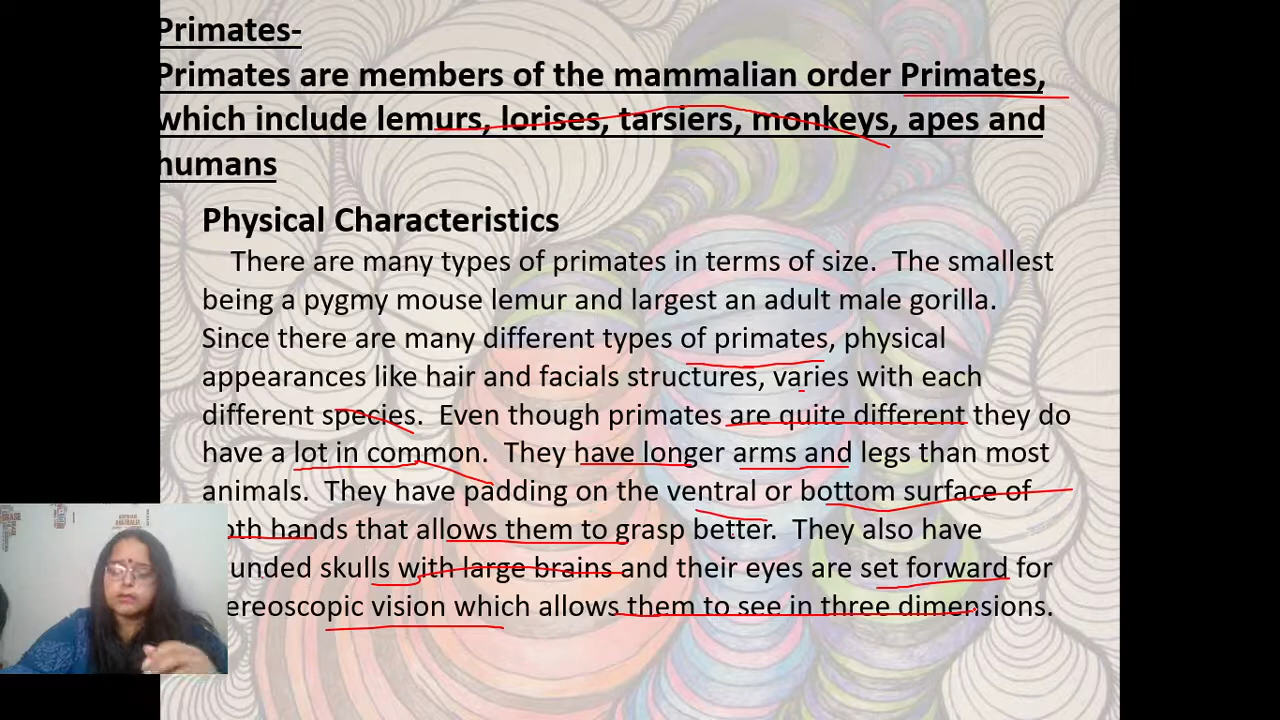 Primates-
Primates are members of the mammalian order Primates,
which include lemurs, lorises, tarsiers, monkeys, apes and
humans
Physical Characteristics
There are many types of primates in terms of size. The smallest
being a pygmy mouse lemur and largest an adult male gorilla.
Since there are many different types of primates, physical
appearances like hair and facials structures, varies with each
different species. Even though primates are quite different they do
have a lot in common. They have longer arms and legs than most
animals. They have padding on the ventral or bottom surface of
both hands that allows them to grasp better. They also have
unded skulls with large brains and their eyes are set forward for
ereoscopic vision which allows them to see in three dimensions.